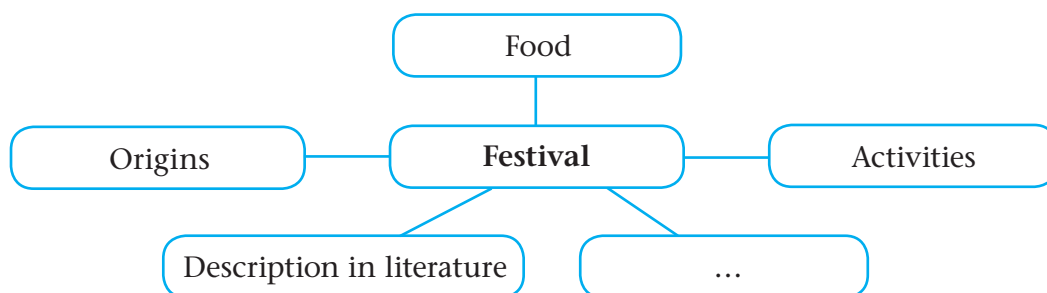 Food
Origins
Festival
Activities
Description in literature
…